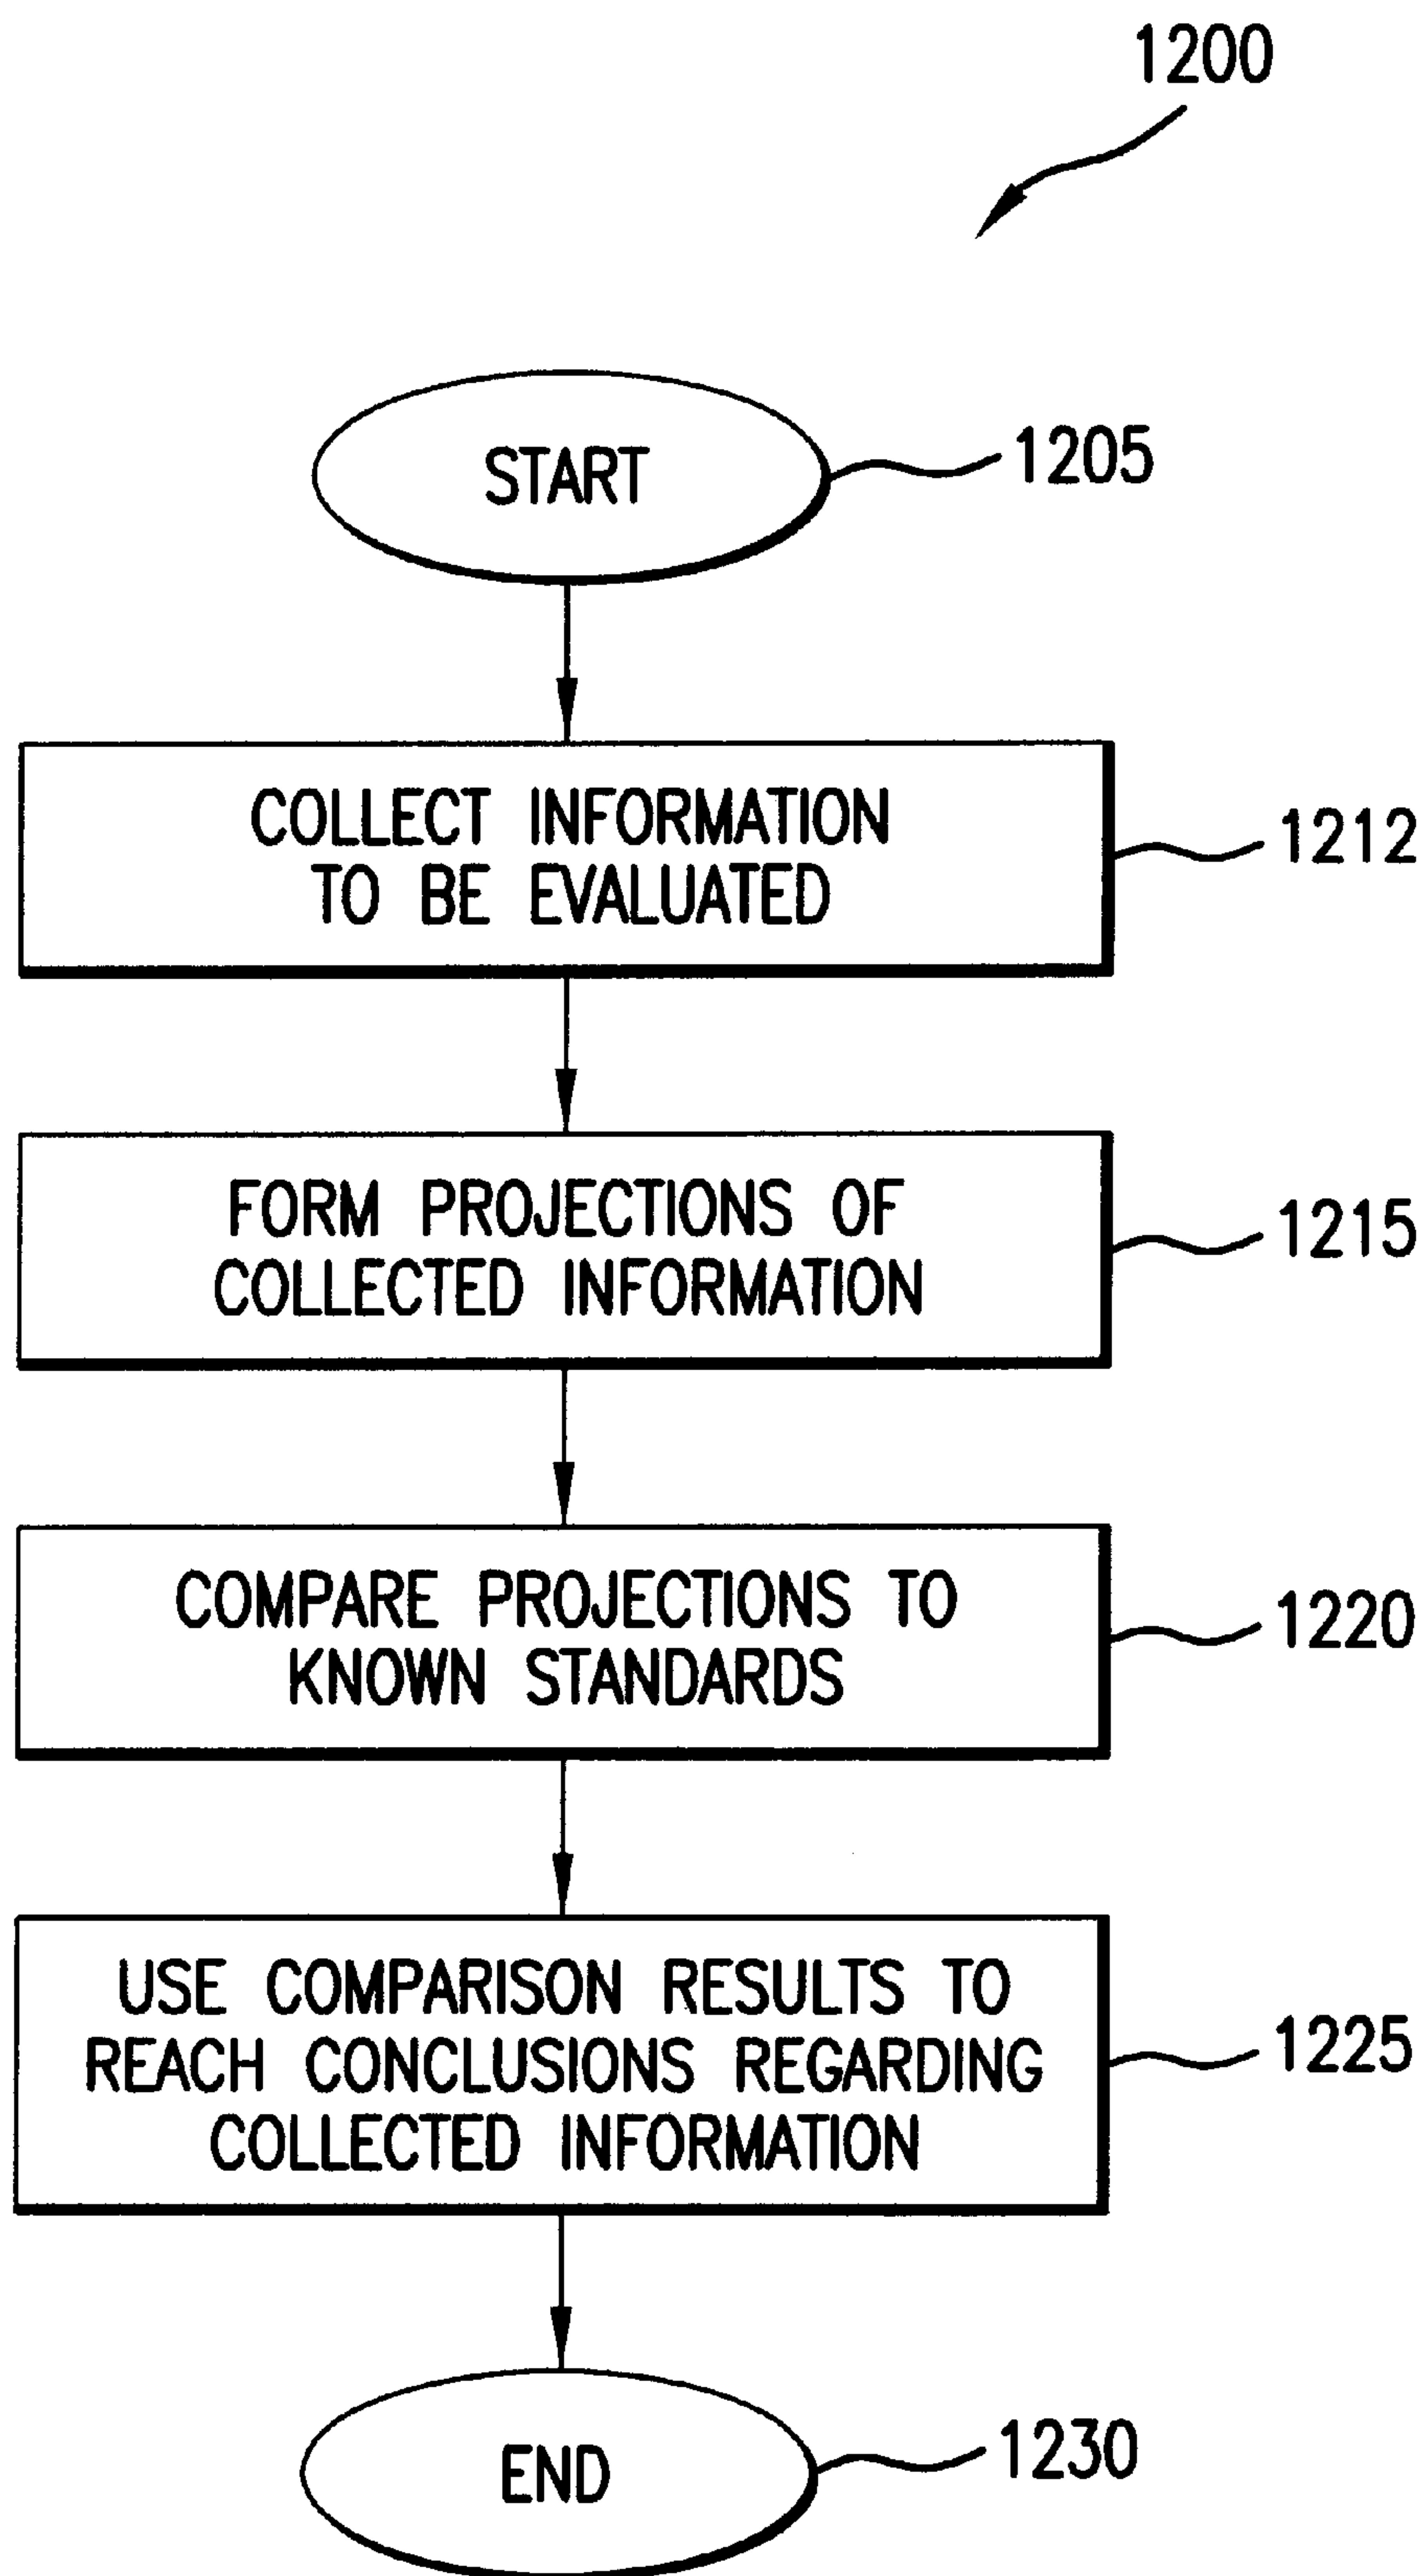 1200
START
1205
COLLECT INFORMATION
TO BE EVALUATED
1212
FORM PROJECTIONS OF
COLLECTED INFORMATION
1215
COMPARE PROJECTIONS TO
KNOWN STANDARDS
1220
USE COMPARISON RESULTS TO
REACH CONCLUSIONS REGARDING
COLLECTED INFORMATION
1225
END
1230